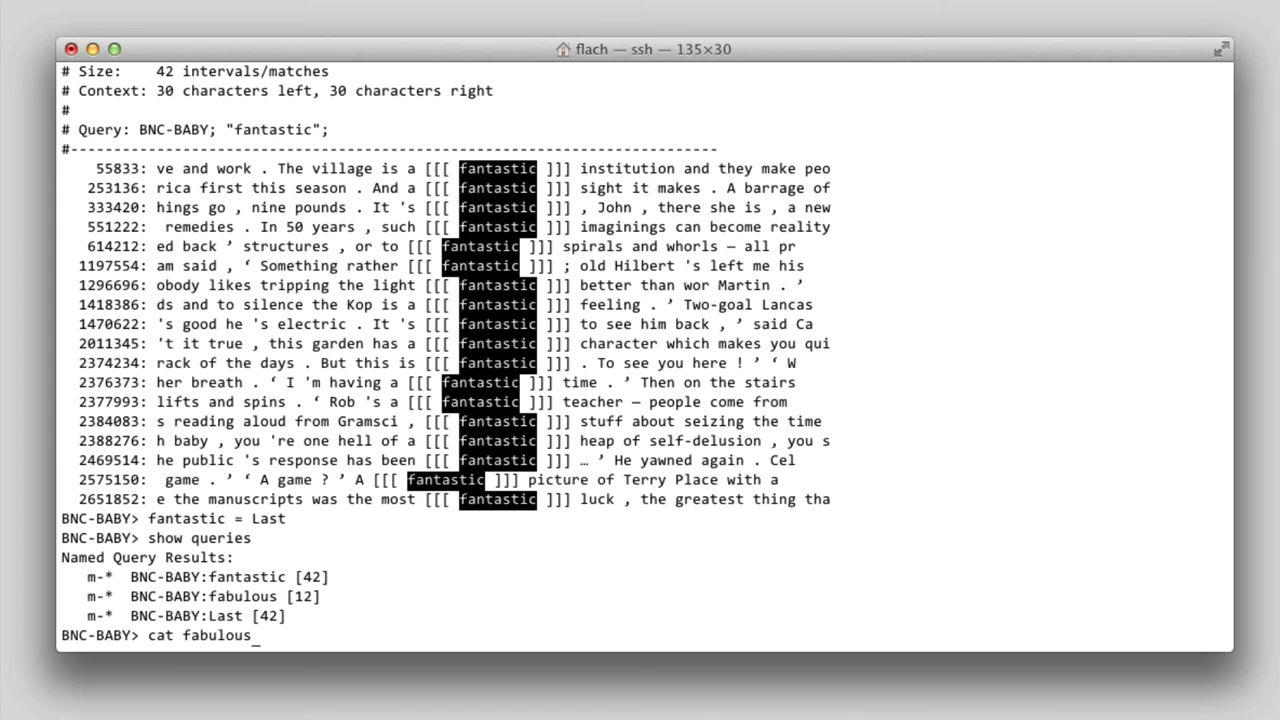 flach — ssh — 135×30
# Size:    42 intervals/matches
# Context: 30 characters left, 30 characters right
#
# Query: BNC-BABY; "fantastic";
#---------------------------------------------------------------------------
55833: ve and work . The village is a [[[ fantastic ]]] institution and they make peo
253136: rica first this season . And a [[[ fantastic ]]] sight it makes . A barrage of
333420: hings go , nine pounds . It 's [[[ fantastic ]]] , John , there she is , a new
551222:  remedies . In 50 years , such [[[ fantastic ]]] imaginings can become reality
614212: ed back ’ structures , or to [[[ fantastic ]]] spirals and whorls — all pr
1197554: am said , ‘ Something rather [[[ fantastic ]]] ; old Hilbert 's left me his
1296696: obody likes tripping the light [[[ fantastic ]]] better than wor Martin . ’
1418386: ds and to silence the Kop is a [[[ fantastic ]]] feeling . ’ Two-goal Lancas
1470622: 's good he 's electric . It 's [[[ fantastic ]]] to see him back , ’ said Ca
2011345: 't it true , this garden has a [[[ fantastic ]]] character which makes you qui
2374234: rack of the days . But this is [[[ fantastic ]]] . To see you here ! ’ ‘ W
2376373: her breath . ‘ I 'm having a [[[ fantastic ]]] time . ’ Then on the stairs
2377993: lifts and spins . ‘ Rob 's a [[[ fantastic ]]] teacher — people come from
2384083: s reading aloud from Gramsci , [[[ fantastic ]]] stuff about seizing the time
2388276: h baby , you 're one hell of a [[[ fantastic ]]] heap of self-delusion , you s
2469514: he public 's response has been [[[ fantastic ]]] … ’ He yawned again . Cel
2575150:  game . ’ ‘ A game ? ’ A [[[ fantastic ]]] picture of Terry Place with a
2651852: e the manuscripts was the most [[[ fantastic ]]] luck , the greatest thing tha
BNC-BABY> fantastic = Last
BNC-BABY> show queries
Named Query Results:
m-*  BNC-BABY:fantastic [42]
m-*  BNC-BABY:fabulous [12]
m-*  BNC-BABY:Last [42]
BNC-BABY> cat fabulous_